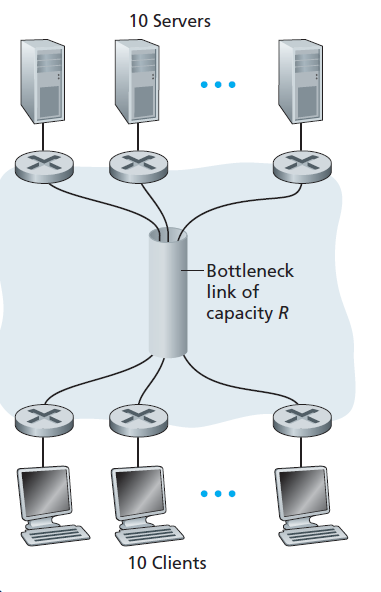 10 Servers
Bottleneck
link of
capacity R
10 Clients